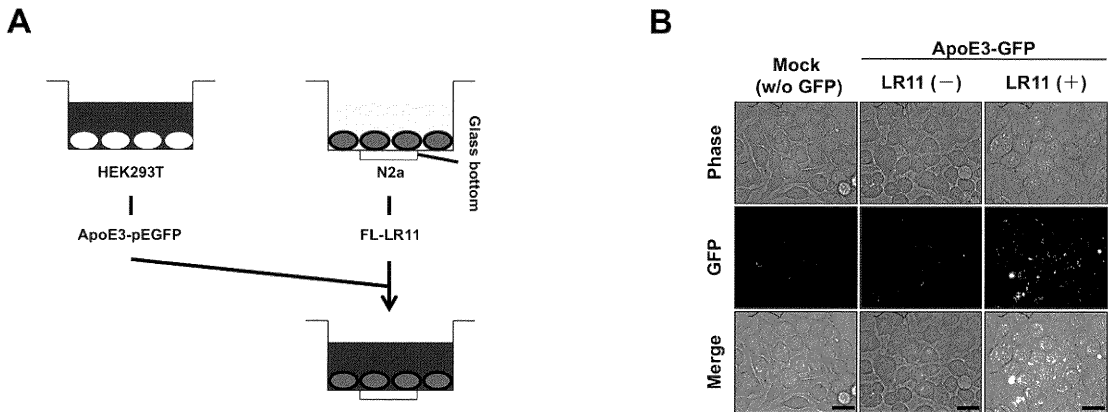 A
HEK293T
ApoE3-pEGFP
N2a
FL-LR11
Glass bottom
B
ApoE3-GFP
Mock
(w/o GFP)
LR11 (−)
LR11 (+)
Phase
GFP
Merge